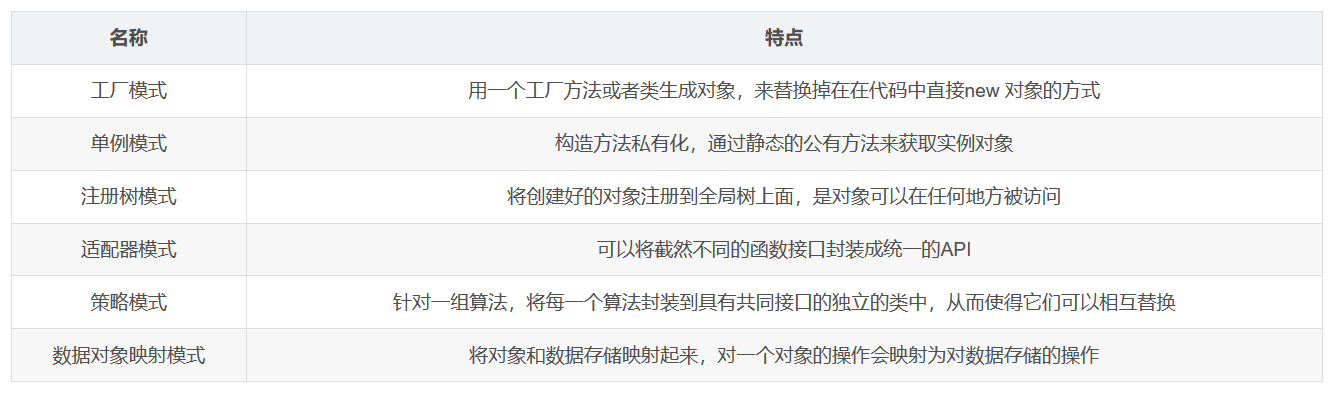 名称 特点
工厂模式 用一个工厂方法或者类生成对象，来替换掉在在代码中直接new 对象的方式
单例模式 构造方法私有化，通过静态的公有方法来获取实例对象
注册树模式 将创建好的对象注册到全局树上面，是对象可以在任何地方被访问
适配器模式 可以将截然不同的函数接口封装成统一的API
策略模式 针对一组算法，将每一个算法封装到具有共同接口的独立的类中，从而使得它们可以相互替换
数据对象映射模式 将对象和数据存储映射起来，对一个对象的操作会映射为对数据存储的操作